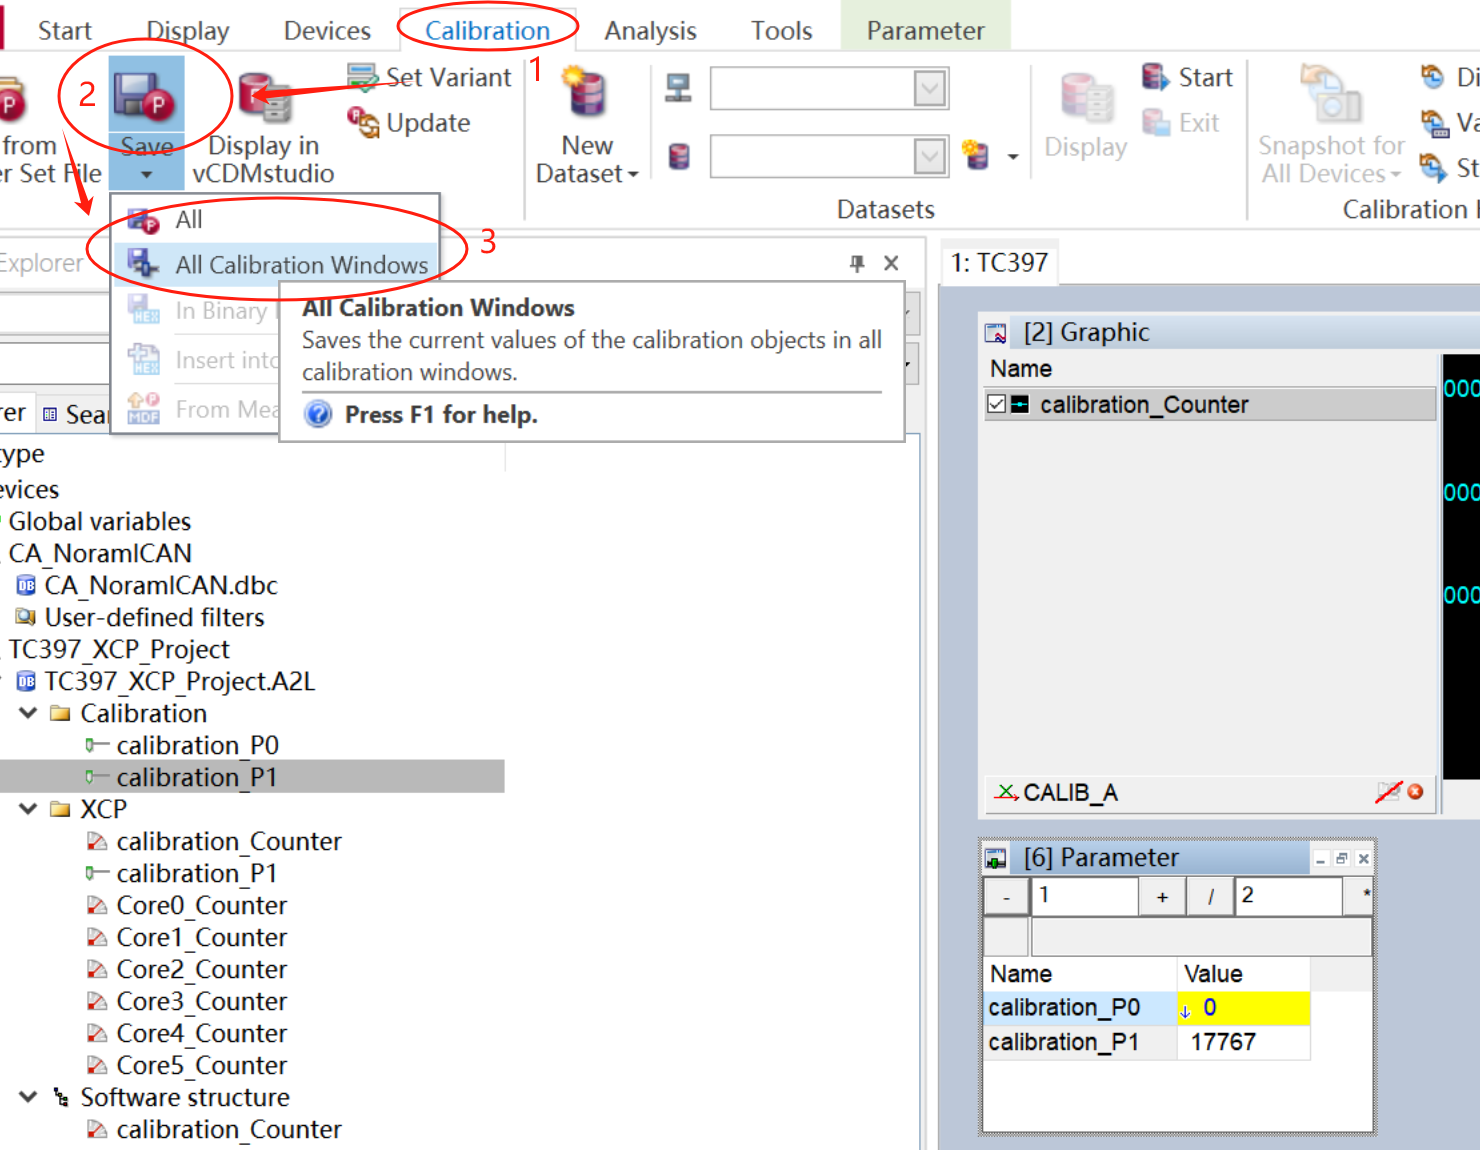 Start Display Devices Calibration Analysis Tools Parameter
1
2
Set Variant
Update
from
er Set File
Save
Display in
vCDMstudio
New
Dataset
Start
Exit
Display
Datasets
Snapshot for
All Devices
Di
Va
St
Calibration
All
All Calibration Windows
3
In Binary
Insert into
From Mea
All Calibration Windows
Saves the current values of the calibration objects in all
calibration windows.
Press F1 for help.
Explorer
rer
Sear
type
evices
Global variables
CA_NoramlCAN
CA_NoramlCAN.dbc
User-defined filters
TC397_XCP_Project
TC397_XCP_Project.A2L
Calibration
calibration_P0
calibration_P1
XCP
calibration_Counter
calibration_P1
Core0_Counter
Core1_Counter
Core2_Counter
Core3_Counter
Core4_Counter
Core5_Counter
Software structure
calibration_Counter
1: TC397
[2] Graphic
Name
calibration_Counter
000
000
000
CALIB_A
[6] Parameter
- 1 + / 2 *
Name Value
calibration_P0 0
calibration_P1 17767